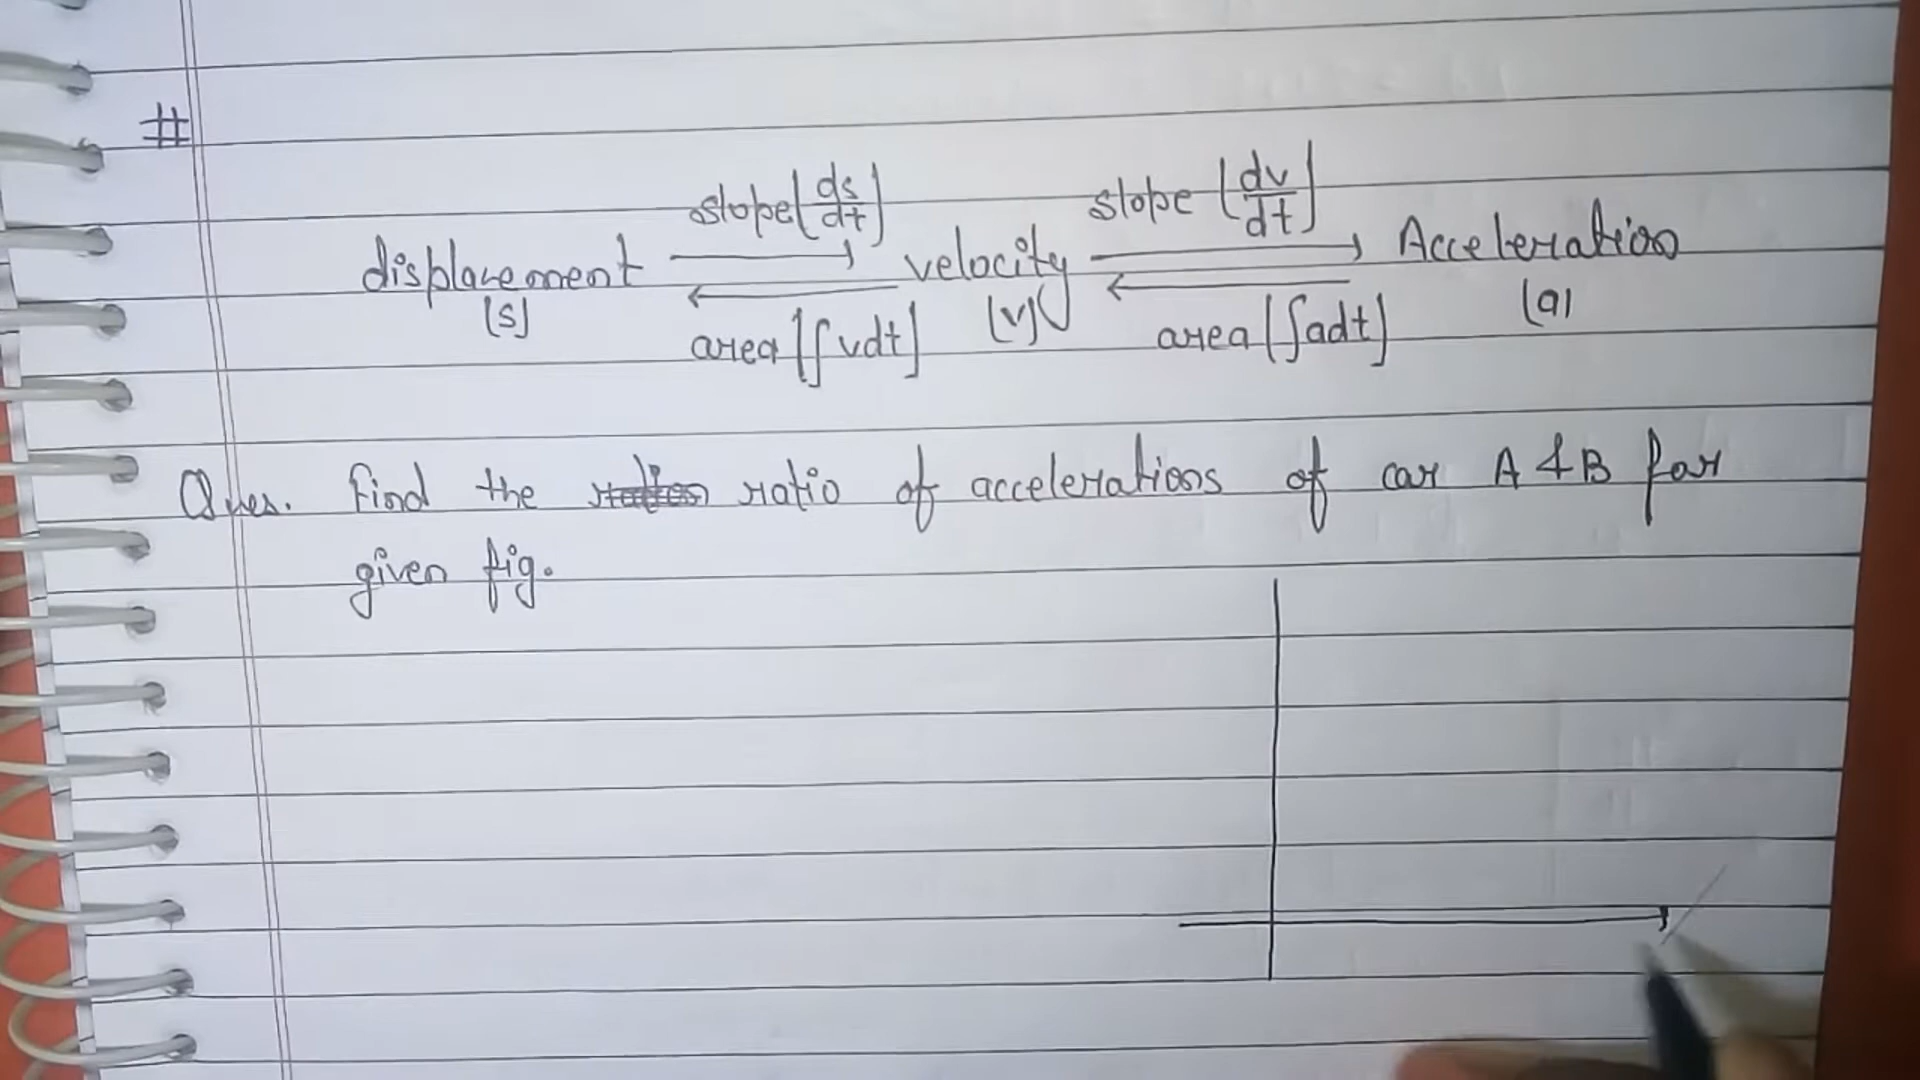 #
slope [ds/dt] slope [dv/dt]
displacement velocity Acceleration
[s] area [∫vdt] (v) area [∫adt] (a)
Ques. find the ratio of accelerations of car A & B for
given fig.